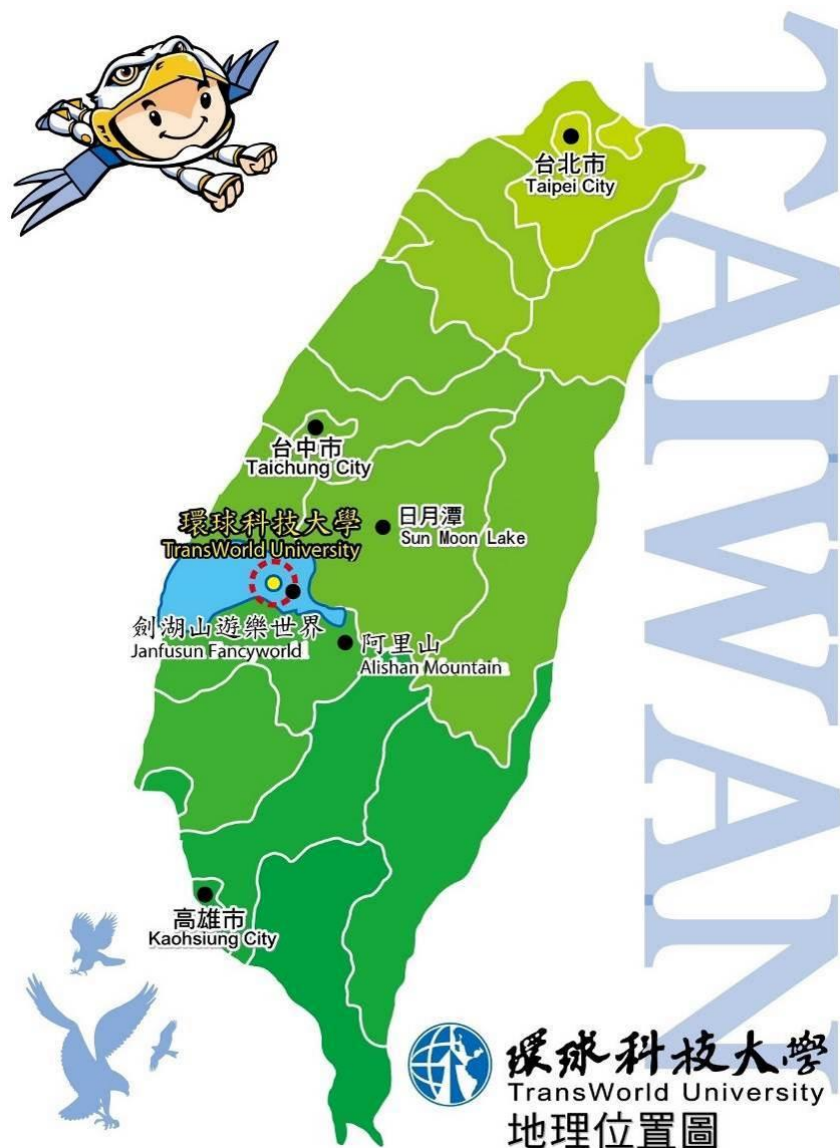 TAIWAN
台北市
Taipei City
台中市
Taichung City
日月潭
Sun Moon Lake
環球科技大學
TransWorld University
劍湖山遊樂世界
Janfusun Fancyworld
阿里山
Alishan Mountain
高雄市
Kaohsiung City
環球科技大學
TransWorld University
地理位置圖